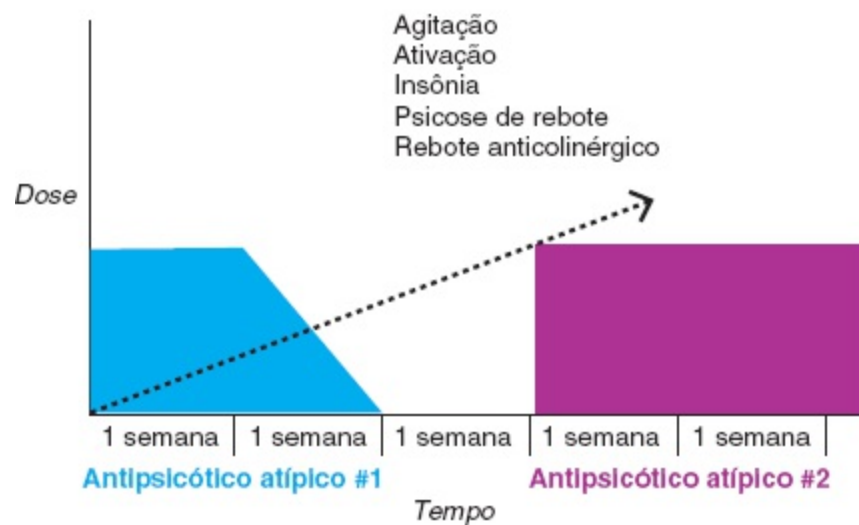 Agitação
Ativação
Insônia
Psicose de rebote
Rebote anticolinérgico
Dose
1 semana
1 semana
1 semana
1 semana
1 semana
Antipsicótico atípico #1
Antipsicótico atípico #2
Tempo